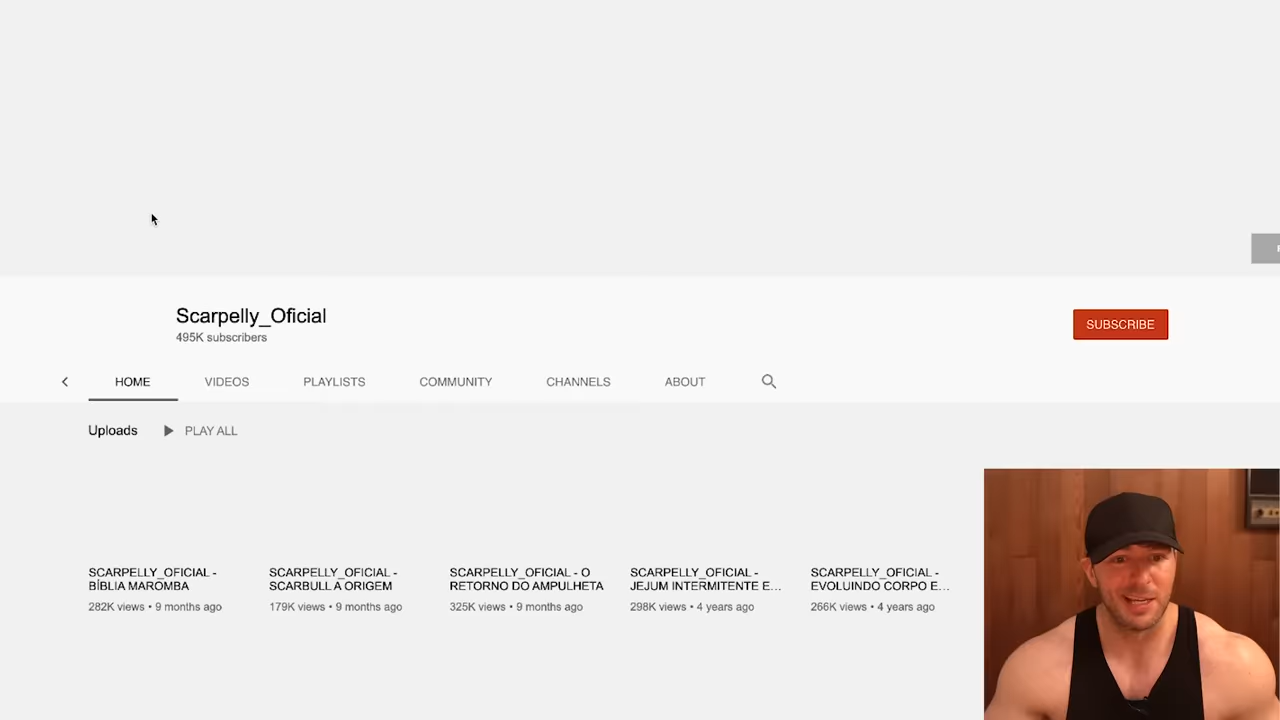 Scarpelly_Oficial
495K subscribers
SUBSCRIBE
HOME VIDEOS PLAYLISTS COMMUNITY CHANNELS ABOUT
Uploads PLAY ALL
SCARPELLY_OFICIAL -
BÍBLIA MAROMBA
282K views • 9 months ago
SCARPELLY_OFICIAL -
SCARBULL A ORIGEM
179K views • 9 months ago
SCARPELLY_OFICIAL - O
RETORNO DO AMPULHETA
325K views • 9 months ago
SCARPELLY_OFICIAL -
JEJUM INTERMITENTE E...
298K views • 4 years ago
SCARPELLY_OFICIAL -
EVOLUINDO CORPO E...
266K views • 4 years ago